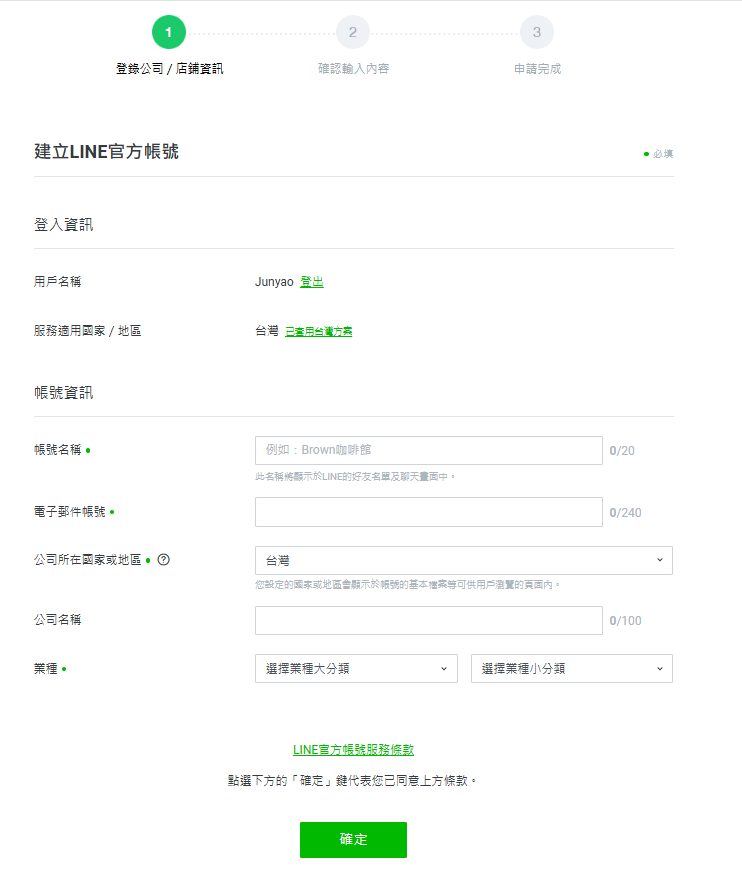 1 2 3
登錄公司 / 店鋪資訊 確認輸入內容 申請完成
建立LINE官方帳號 必填
登入資訊
用戶名稱 Junyao 登出
服務適用國家 / 地區 台灣 已套用台灣方案
帳號資訊
帳號名稱 例如：Brown咖啡館 0/20
此名稱將顯示於LINE的好友名單及聊天畫面中。
電子郵件帳號 0/240
公司所在國家或地區 ? 台灣
您設定的國家或地區會顯示於帳號的基本檔案等可供用戶瀏覽的頁面內。
公司名稱 0/100
業種 選擇業種大分類 選擇業種小分類
LINE官方帳號服務條款
點選下方的「確定」鍵代表您已同意上方條款。
確定